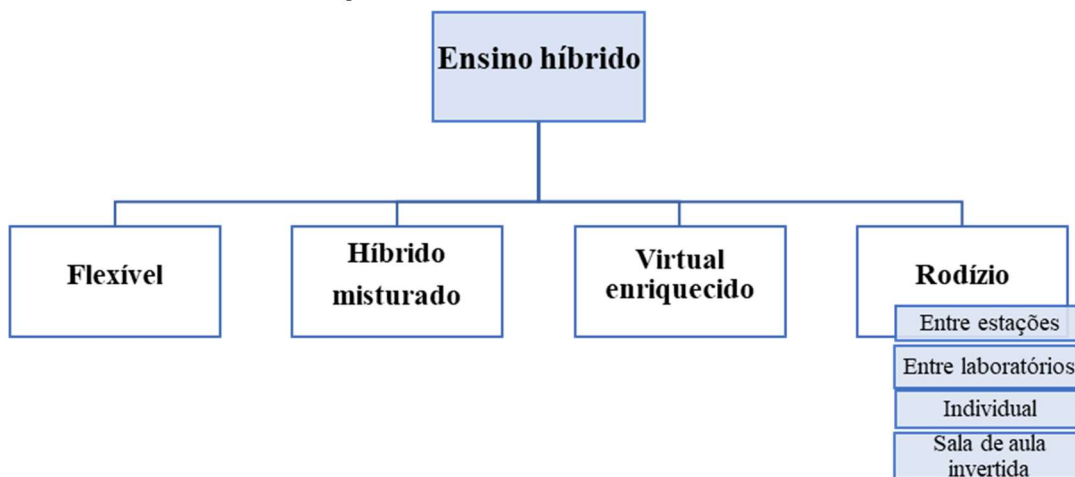 Ensino híbrido
Flexível
Híbrido
misturado
Virtual
enriquecido
Rodízio
Entre estações
Entre laboratórios
Individual
Sala de aula
invertida